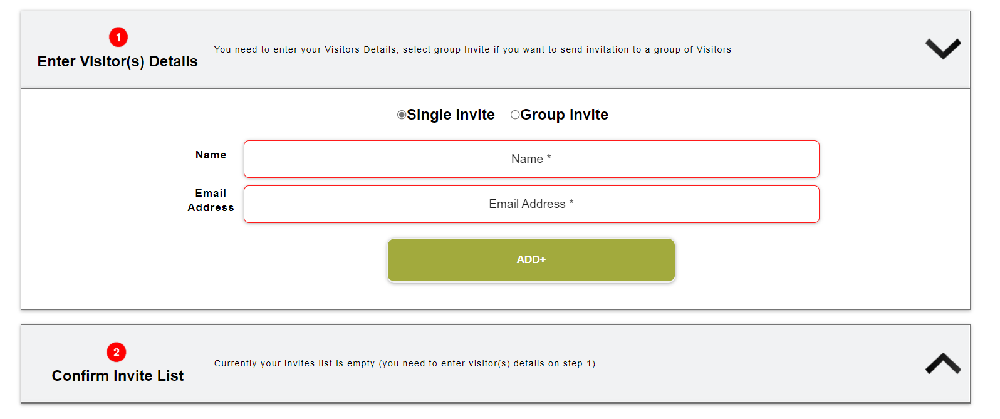 1
Enter Visitor(s) Details
You need to enter your Visitors Details, select group Invite if you want to send invitation to a group of Visitors
Single Invite
Group Invite
Name
Name *
Email
Address
Email Address *
ADD+
2
Confirm Invite List
Currently your invites list is empty (you need to enter visitor(s) details on step 1)